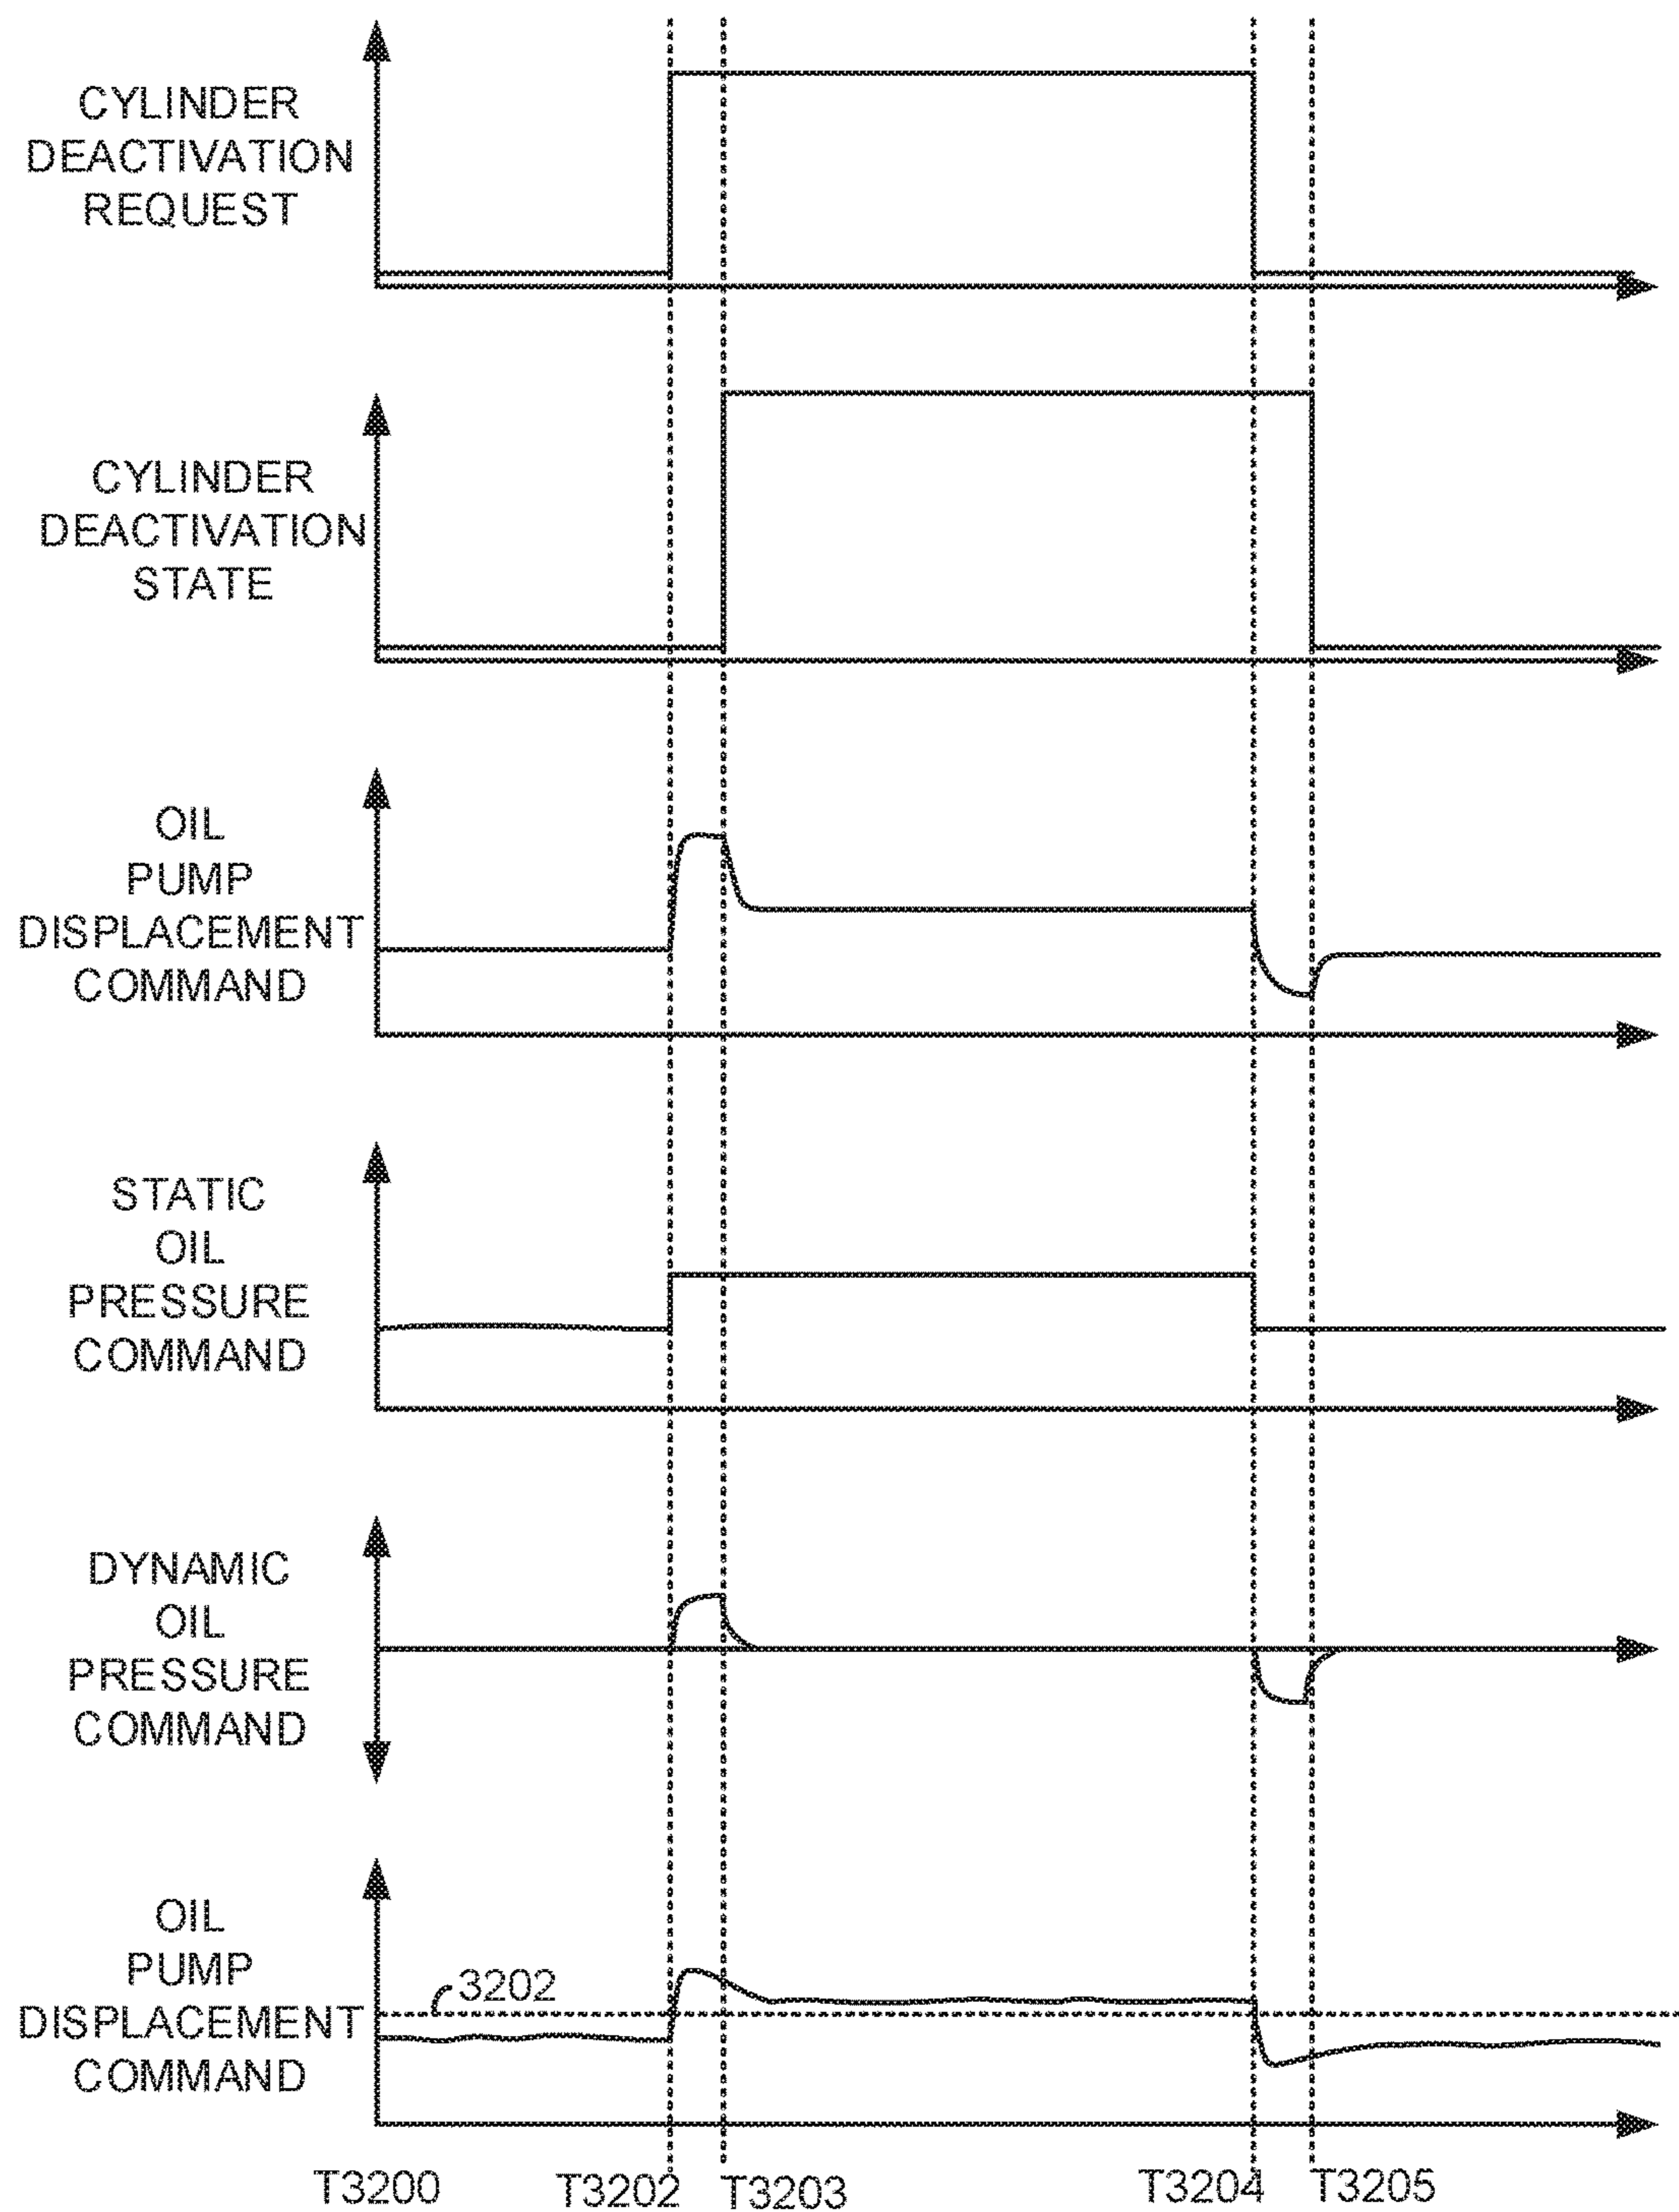 CYLINDER
DEACTIVATION
REQUEST
CYLINDER
DEACTIVATION
STATE
OIL
PUMP
DISPLACEMENT
COMMAND
STATIC
OIL
PRESSURE
COMMAND
DYNAMIC
OIL
PRESSURE
COMMAND
OIL
PUMP
DISPLACEMENT
COMMAND
3202
T3200 T3202 T3203 T3204 T3205